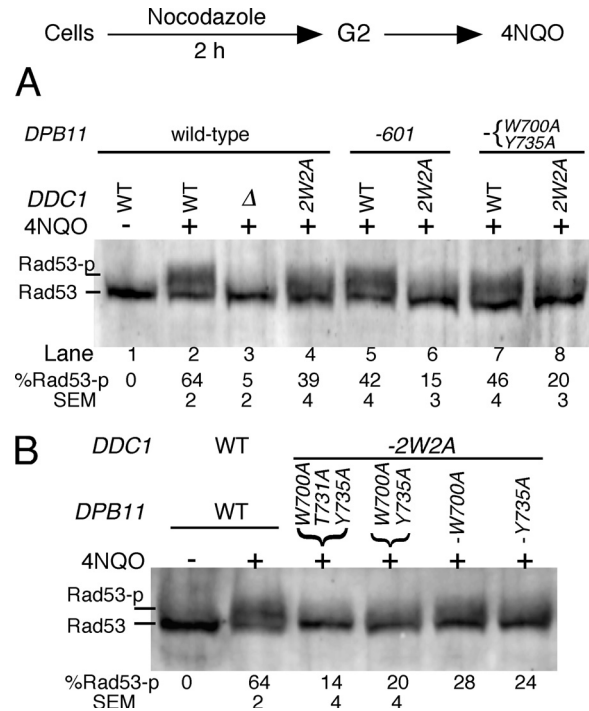 Cells Nocodazole 2 h G2 4NQO
A
DPB11 wild-type -601 -{W700A Y735A
DDC1 WT WT Δ 2W2A WT 2W2A WT 2W2A
4NQO - + + + + + + +
Rad53-p
Rad53
Lane 1 2 3 4 5 6 7 8
%Rad53-p 0 64 5 39 42 15 46 20
SEM 2 2 4 4 3 4 3
B
DDC1 WT -2W2A
DPB11 WT W700A T731A Y735A W700A Y735A -W700A -Y735A
4NQO - + + + + +
Rad53-p
Rad53
%Rad53-p 0 64 14 20 28 24
SEM 2 4 4